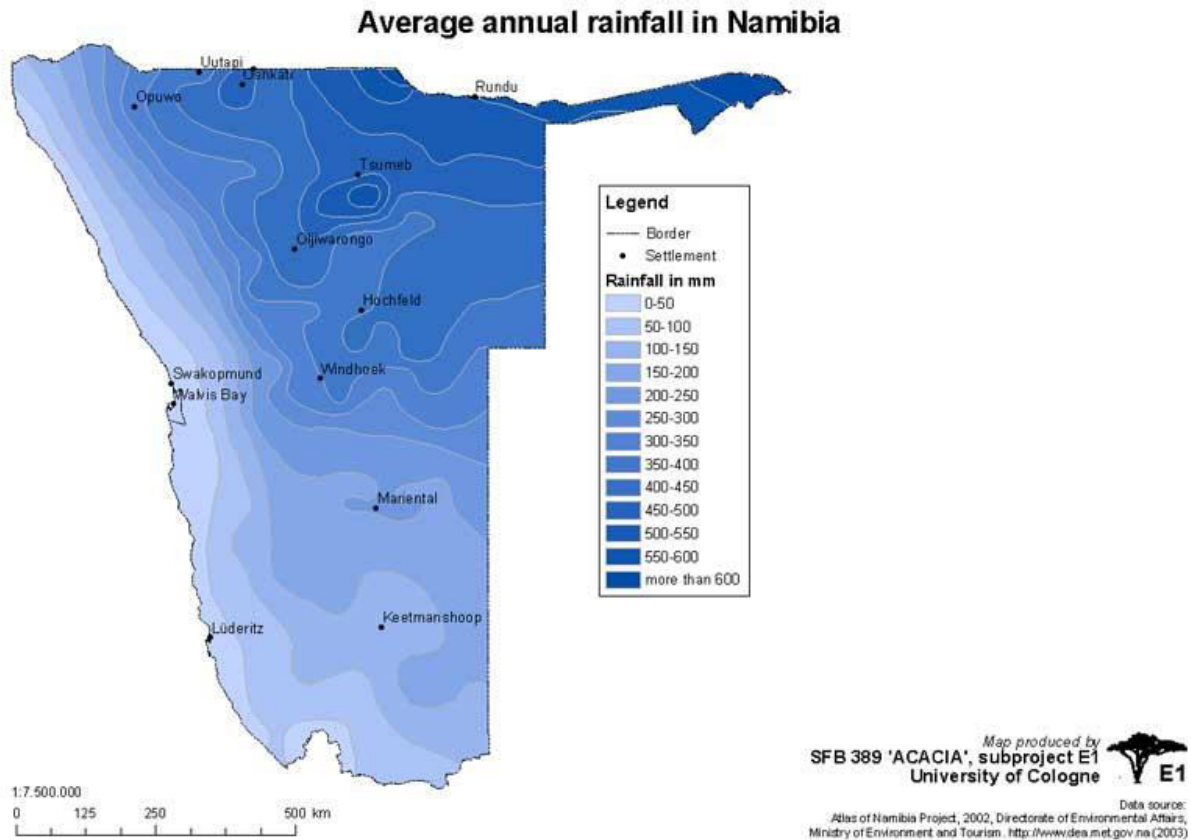 Average annual rainfall in Namibia
Uutapi
Oshikati
Opuwo
Rundu
Tsumeb
Otjiwarongo
Hochfeld
Windhoek
Swakopmund
Walvis Bay
Mariental
Keetmanshoop
Lüderitz
Legend
Border
Settlement
Rainfall in mm
0-50
50-100
100-150
150-200
200-250
250-300
300-350
350-400
400-450
450-500
500-550
550-600
more than 600
1:7.500.000
0 125 250 500 km
Map produced by
SFB 389 'ACACIA', subproject E1
University of Cologne
E1
Data source:
Atlas of Namibia Project, 2002, Directorate of Environmental Affairs,
Ministry of Environment and Tourism. http://www.dea.met.gov.na (2003)